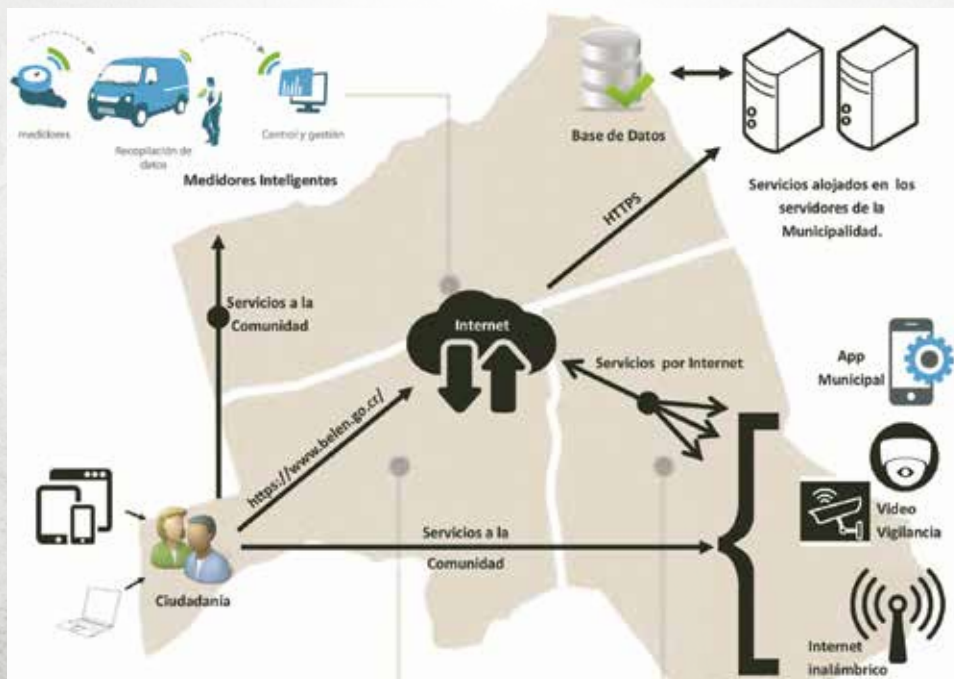 medidores
Recopilación de
datos
Control y gestión
Medidores Inteligentes
Base de Datos
HTTPS
Servicios alojados en los
servidores de la
Municipalidad.
Servicios a la
Comunidad
Internet
Servicios por Internet
App
Municipal
https://www.belen.go.cr/
Video
Vigilancia
Servicios a la
Comunidad
Ciudadanía
Internet
inalámbrico